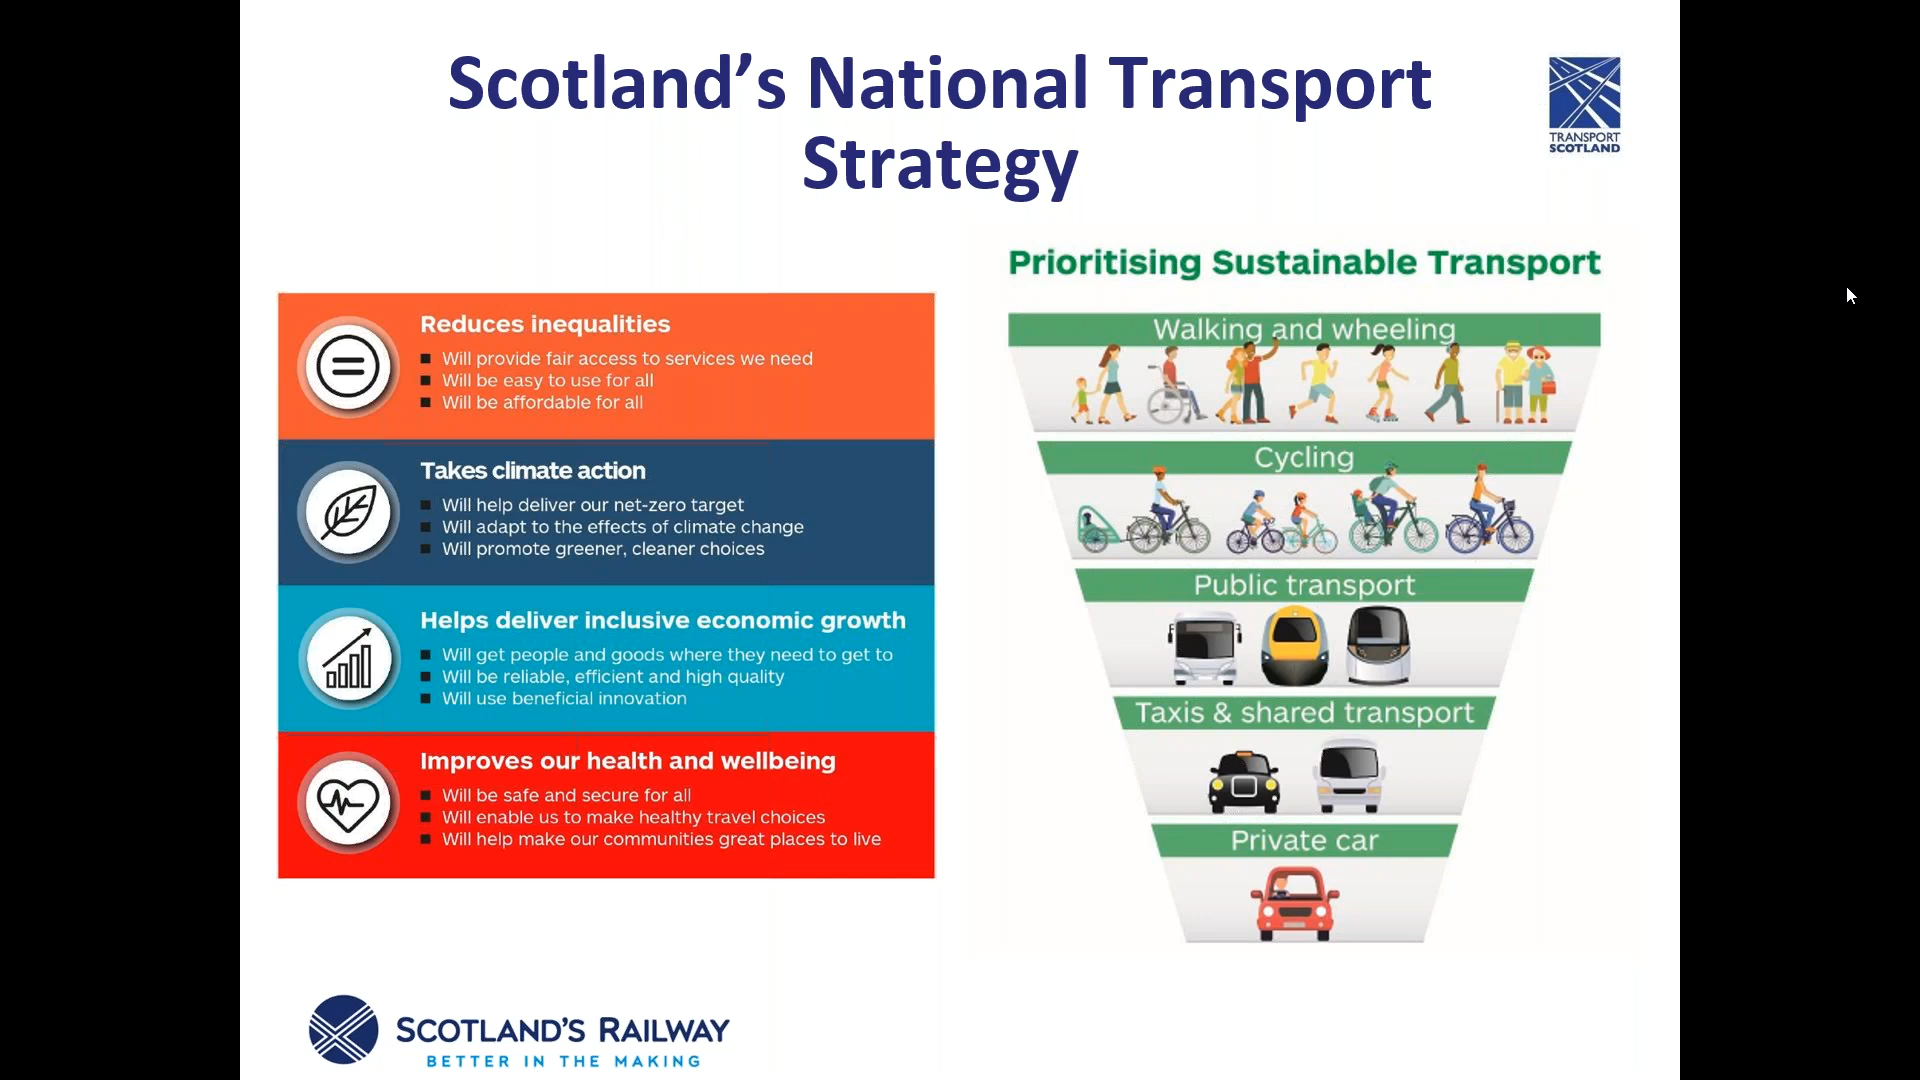 Scotland’s National Transport
Strategy
TRANSPORT
SCOTLAND
Reduces inequalities
Will provide fair access to services we need
Will be easy to use for all
Will be affordable for all
Takes climate action
Will help deliver our net-zero target
Will adapt to the effects of climate change
Will promote greener, cleaner choices
Helps deliver inclusive economic growth
Will get people and goods where they need to get to
Will be reliable, efficient and high quality
Will use beneficial innovation
Improves our health and wellbeing
Will be safe and secure for all
Will enable us to make healthy travel choices
Will help make our communities great places to live
Prioritising Sustainable Transport
Walking and wheeling
Cycling
Public transport
Taxis & shared transport
Private car
SCOTLAND’S RAILWAY
BETTER IN THE MAKING